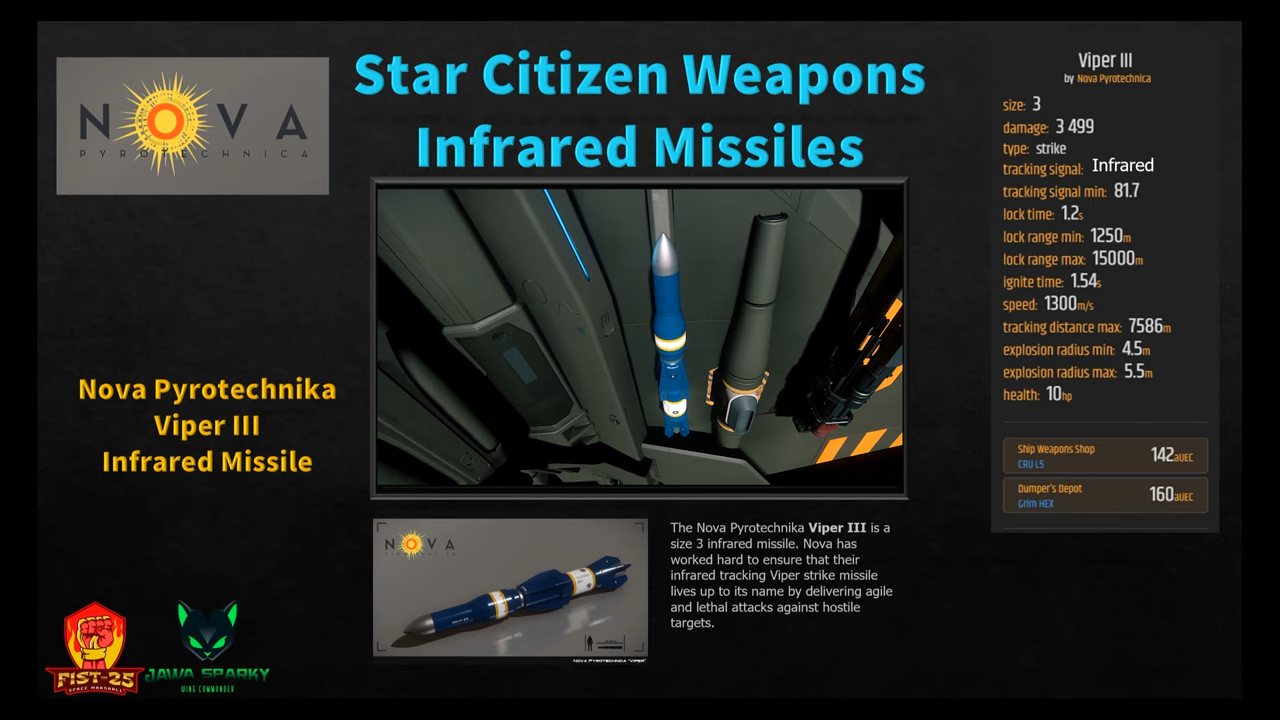 NOVA
PYROTECHNICA
Star Citizen Weapons
Infrared Missiles
Nova Pyrotechnika
Viper III
Infrared Missile
Viper III
by Nova Pyrotechnica
size: 3
damage: 3 499
type: strike
tracking signal: Infrared
tracking signal min: 81.7
lock time: 1.2s
lock range min: 1250m
lock range max: 15000m
ignite time: 1.54s
speed: 1300m/s
tracking distance max: 7586m
explosion radius min: 4.5m
explosion radius max: 5.5m
health: 10hp
Ship Weapons Shop
CRU L5
142aUEC
Dumper's Depot
Grim HEX
160aUEC
NOVA
NOVA PYROTECHNICA "VIPER"
The Nova Pyrotechnika Viper III is a
size 3 infrared missile. Nova has
worked hard to ensure that their
infrared tracking Viper strike missile
lives up to its name by delivering agile
and lethal attacks against hostile
targets.
FIST-25
SPACE MARSHALL
JAWA SPARKY
WING COMMANDER